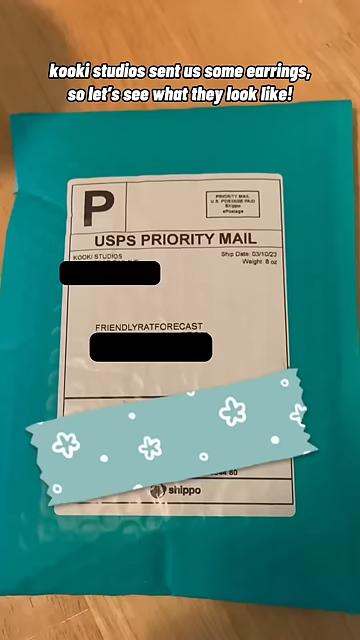 kooki studios sent us some earrings,
so let's see what they look like!
P
PRIORITY MAIL
U.S. POSTAGE PAID
Shippo
ePostage
USPS PRIORITY MAIL
KOOKI STUDIOS
Ship Date: 03/10/23
Weight: 8 oz
FRIENDLYRATFORECAST
shippo